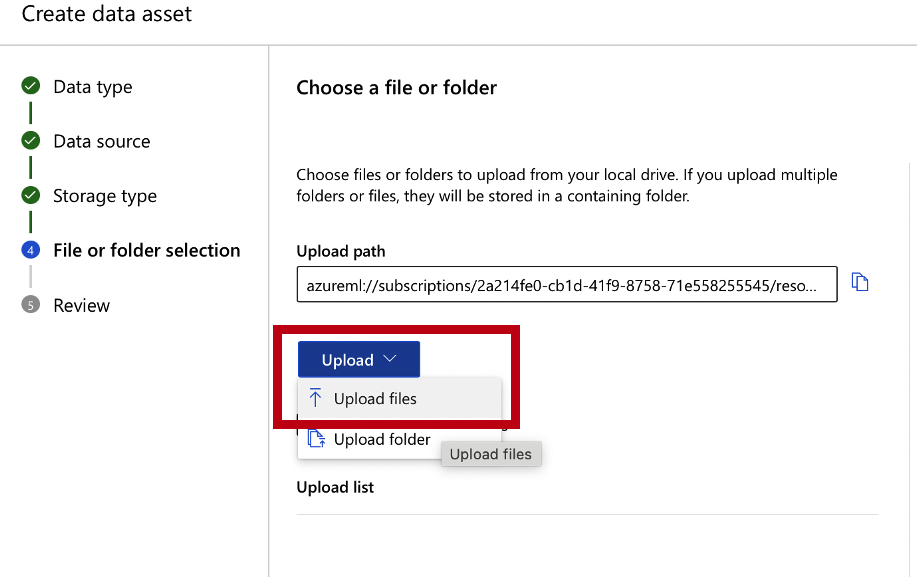 Create data asset
Data type
Data source
Storage type
4
File or folder selection
5
Review
Choose a file or folder
Choose files or folders to upload from your local drive. If you upload multiple
folders or files, they will be stored in a containing folder.
Upload path
azureml://subscriptions/2a214fe0-cb1d-41f9-8758-71e558255545/reso...
Upload
Upload files
Upload folder
Upload files
Upload list